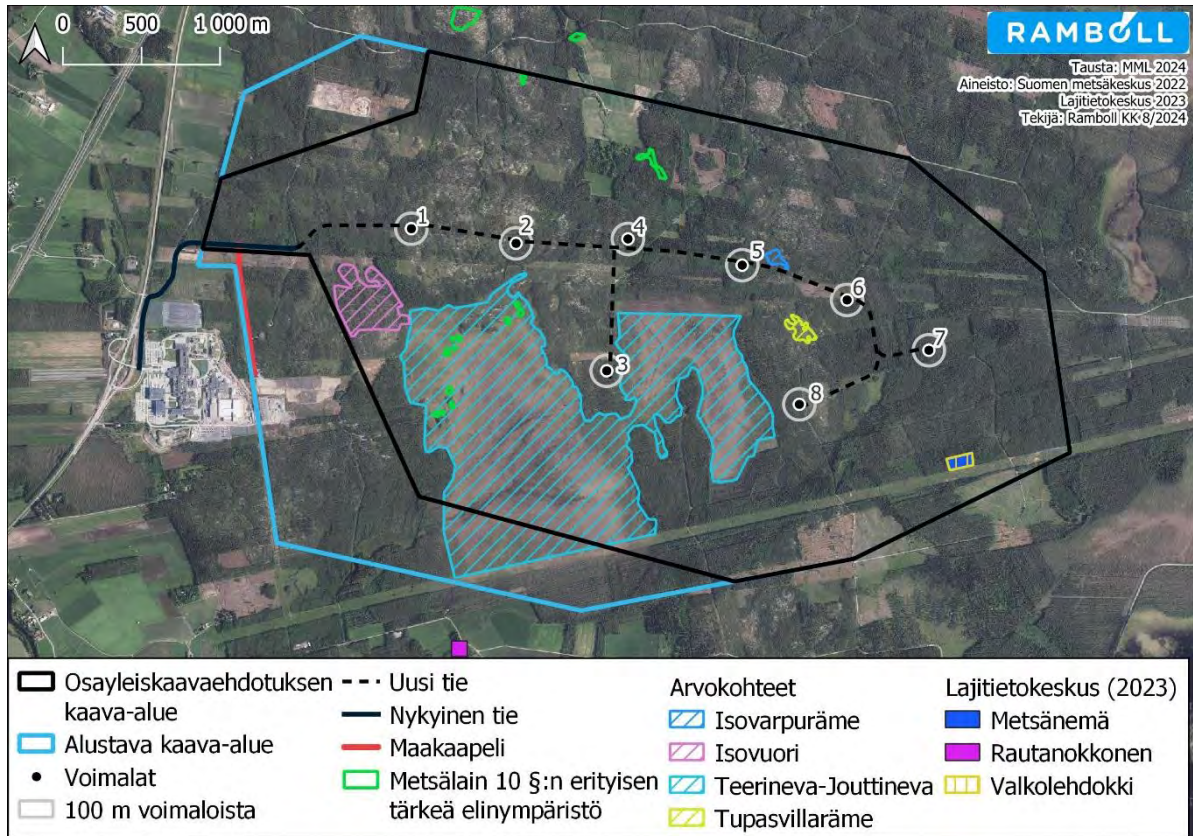 0 500 1 000 m
RAMBOLL
Tausta: MML 2024
Aineisto: Suomen metsäkeskus 2022
Lajitietokeskus 2023
Tekijä: Ramboll KK 8/2024
1
2
4
5
6
7
3
8
Osayleiskaavaehdotuksen
kaava-alue
Alustava kaava-alue
Voimalat
100 m voimaloista
Uusi tie
Nykyinen tie
Maakaapeli
Metsälain 10 §:n erityisen
tärkeä elinympäristö
Arvokohteet
Isovarpuräme
Isovuori
Teerineva-Jouttineva
Tupasvillaräme
Lajitietokeskus (2023)
Metsänemä
Rautanokkonen
Valkolehdokki